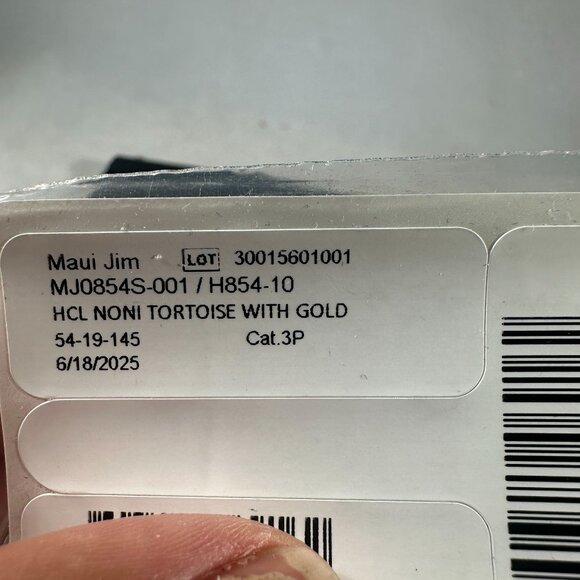 Maui Jim LOT 30015601001
MJ0854S-001 / H854-10
HCL NONI TORTOISE WITH GOLD
54-19-145 Cat.3P
6/18/2025